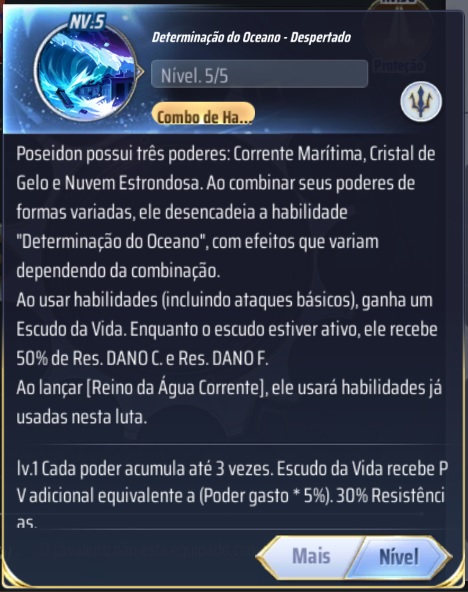 NV.5
Determinação do Oceano - Despertado
Nível. 5/5
Proteção
Combo de Ha...
Poseidon possui três poderes: Corrente Marítima, Cristal de
Gelo e Nuvem Estrondosa. Ao combinar seus poderes de
formas variadas, ele desencadeia a habilidade
"Determinação do Oceano", com efeitos que variam
dependendo da combinação.
Ao usar habilidades (incluindo ataques básicos), ganha um
Escudo da Vida. Enquanto o escudo estiver ativo, ele recebe
50% de Res. DANO C. e Res. DANO F.
Ao lançar [Reino da Água Corrente], ele usará habilidades já
usadas nesta luta.
lv.1 Cada poder acumula até 3 vezes. Escudo da Vida recebe P
V adicional equivalente a (Poder gasto * 5%). 30% Resistênci
as.
Mais
Nível